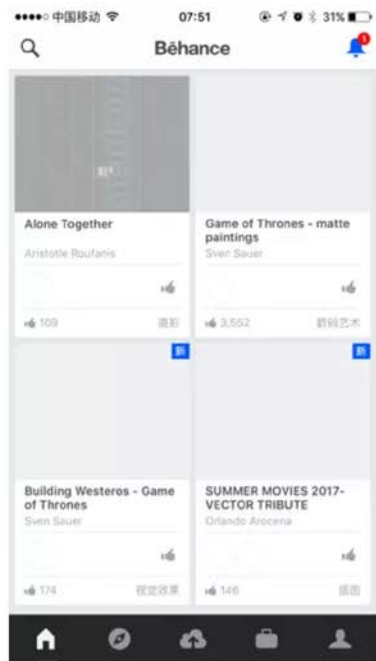 中国移动 07:51 31%
Bēhance
1
Alone Together
Aristotle Roufanis
109 摄影
Game of Thrones - matte
paintings
Sven Sauer
3,552 数码艺术
新
Building Westeros - Game
of Thrones
Sven Sauer
174 视觉效果
新
SUMMER MOVIES 2017-
VECTOR TRIBUTE
Orlando Arocena
146 插图